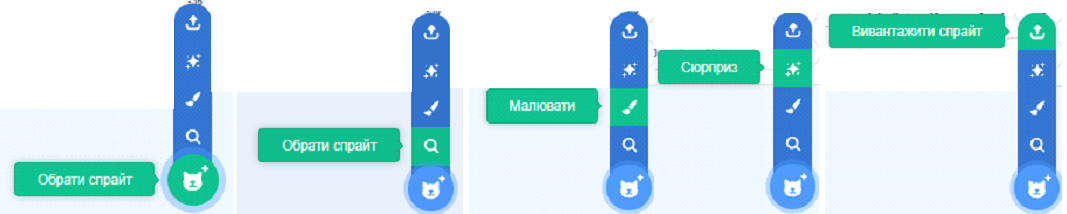 Обрати спрайт
Обрати спрайт
Малювати
Сюрприз
Вивантажити спрайт